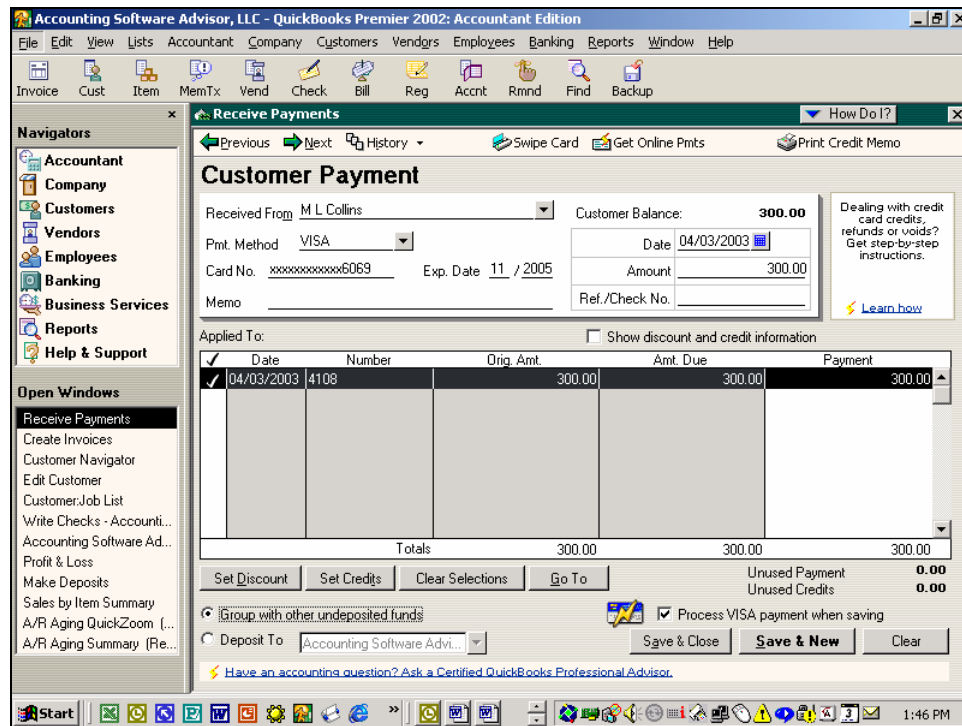 Accounting Software Advisor, LLC - QuickBooks Premier 2002: Accountant Edition
File Edit View Lists Accountant Company Customers Vendors Employees Banking Reports Window Help
Invoice Cust Item MemTx Vend Check Bill Reg Accnt Rmnd Find Backup
Navigators
Accountant
Company
Customers
Vendors
Employees
Banking
Business Services
Reports
Help & Support
Open Windows
Receive Payments
Create Invoices
Customer Navigator
Edit Customer
Customer:Job List
Write Checks - Accounti...
Accounting Software Ad...
Profit & Loss
Make Deposits
Sales by Item Summary
A/R Aging QuickZoom (...
A/R Aging Summary (Re...
Receive Payments How Do I?
Previous Next History Swipe Card Get Online Pmts Print Credit Memo
Customer Payment
Received From M L Collins
Pmt. Method VISA
Card No. xxxxxxxxxxxx6069 Exp. Date 11 / 2005
Memo
Customer Balance: 300.00
Date 04/03/2003
Amount 300.00
Ref./Check No.
Dealing with credit
card credits,
refunds or voids?
Get step-by-step
instructions.
Learn how
Applied To: Show discount and credit information
Date Number Orig. Amt. Amt. Due Payment
04/03/2003 4108 300.00 300.00 300.00
Totals 300.00 300.00 300.00
Set Discount Set Credits Clear Selections Go To
Unused Payment 0.00
Unused Credits 0.00
Group with other undeposited funds
Process VISA payment when saving
Deposit To Accounting Software Advi...
Save & Close Save & New Clear
Have an accounting question? Ask a Certified QuickBooks Professional Advisor.
Start 1:46 PM